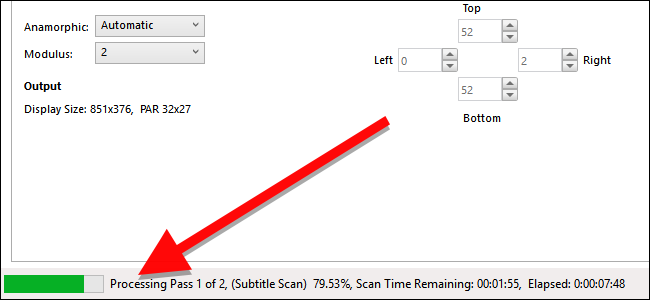 Top
Anamorphic: Automatic
52
Modulus: 2
Left 0 2 Right
Output
52
Display Size: 851x376, PAR 32x27
Bottom
Processing Pass 1 of 2, (Subtitle Scan) 79.53%, Scan Time Remaining: 00:01:55, Elapsed: 0:00:07:48